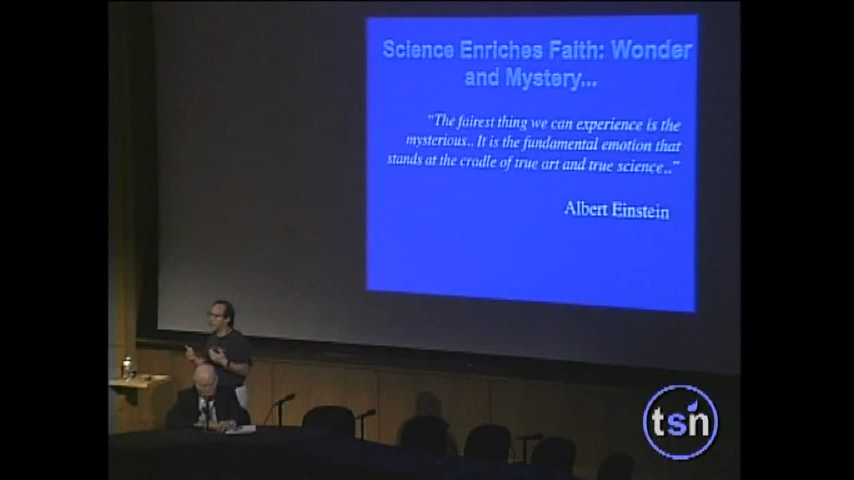 Science Enriches Faith: Wonder
and Mystery...
"The fairest thing we can experience is the
mysterious.. It is the fundamental emotion that
stands at the cradle of true art and true science.."
Albert Einstein
tsn